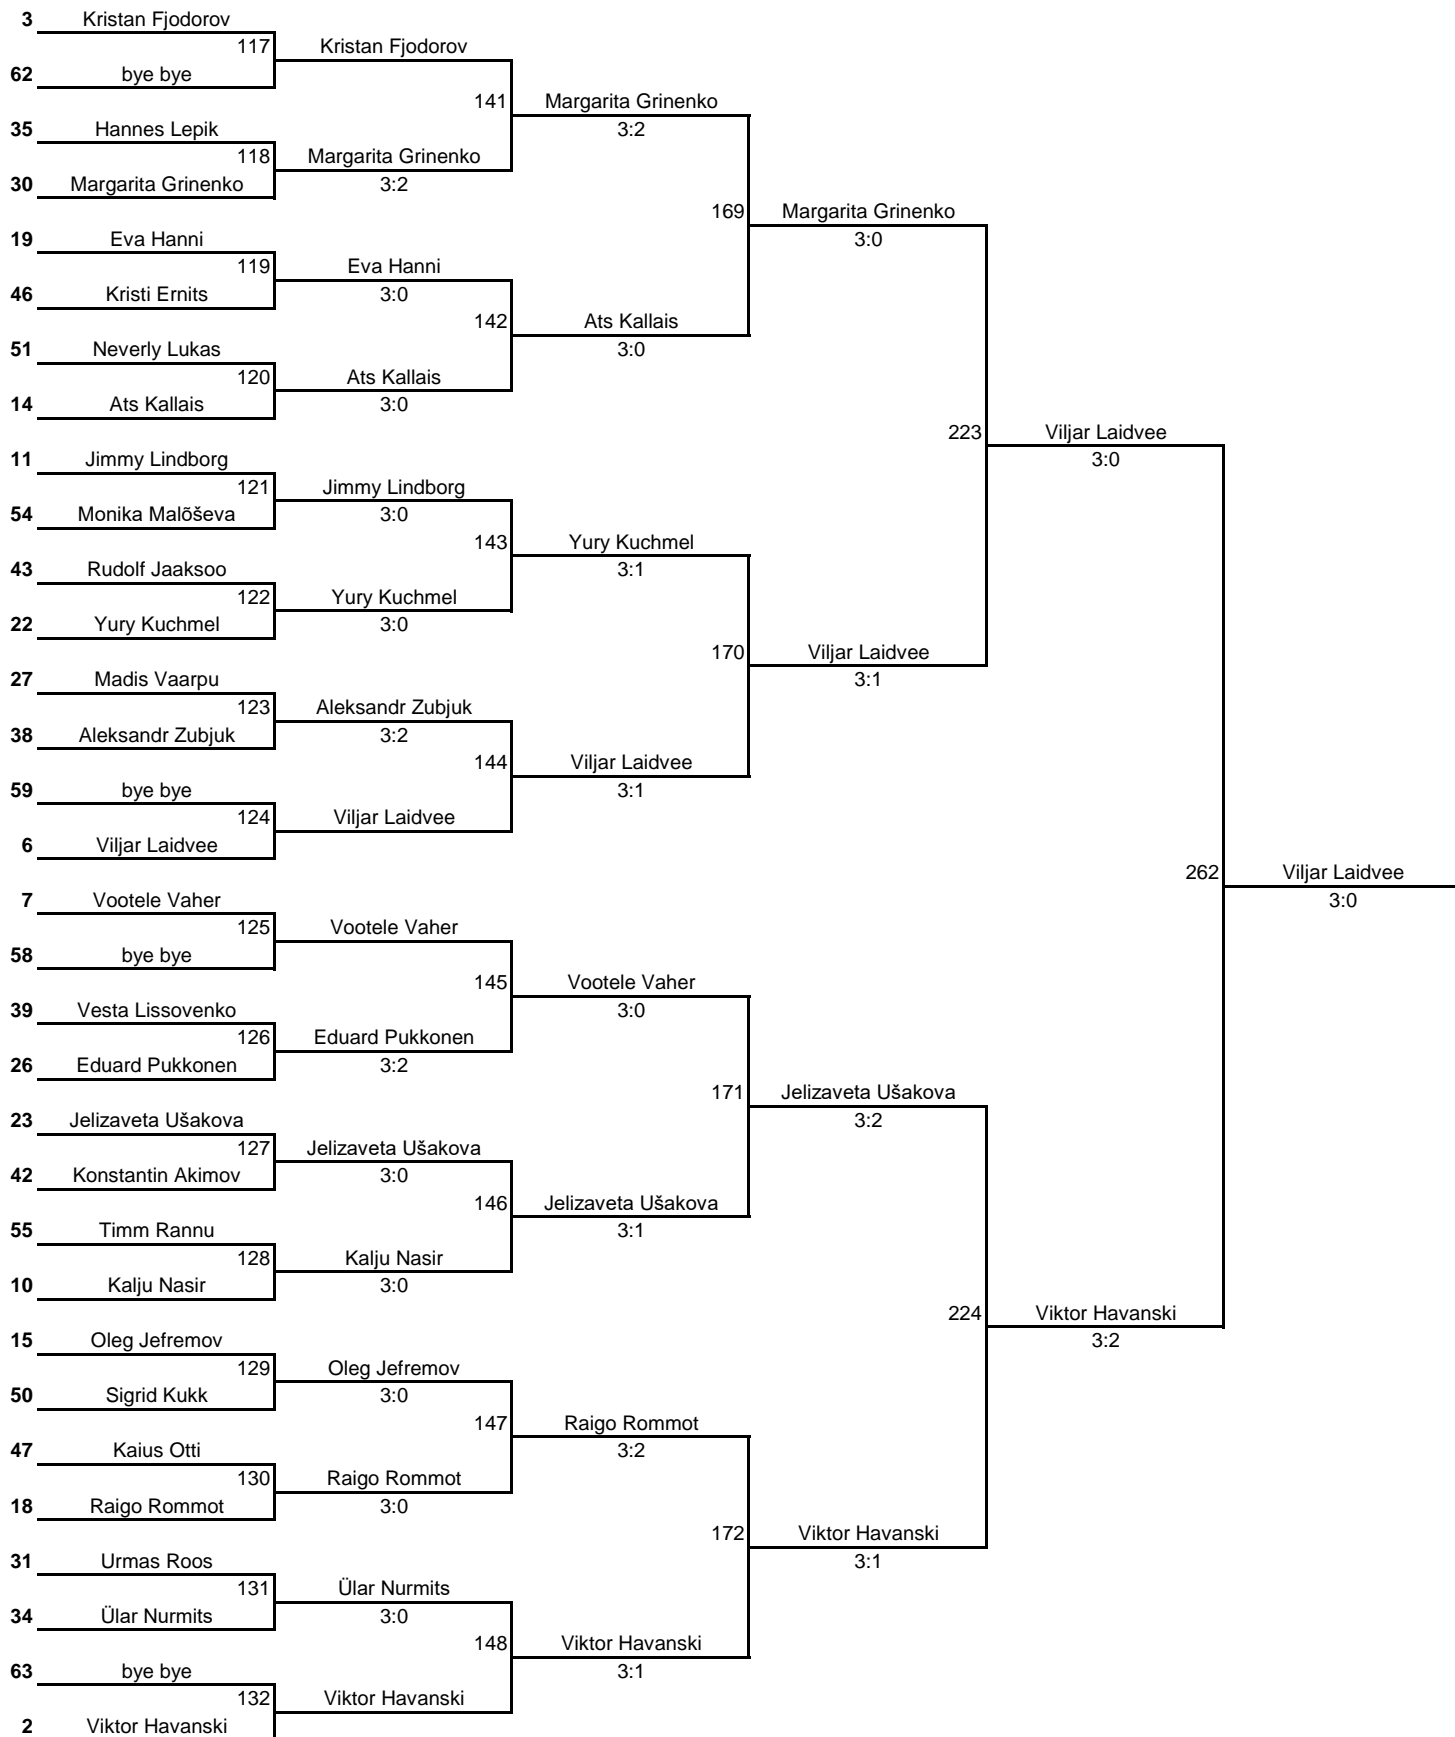 3 Kristan Fjodorov
117 Kristan Fjodorov
62 bye bye
141 Margarita Grinenko
35 Hannes Lepik 3:2
118 Margarita Grinenko
30 Margarita Grinenko 3:2
169 Margarita Grinenko
19 Eva Hanni 3:0
119 Eva Hanni
46 Kristi Ernits 3:0
142 Ats Kallais
51 Neverly Lukas 3:0
120 Ats Kallais
14 Ats Kallais 3:0
223 Viljar Laidvee
11 Jimmy Lindborg 3:0
121 Jimmy Lindborg
54 Monika Malõševa 3:0
143 Yury Kuchmel
43 Rudolf Jaaksoo 3:1
122 Yury Kuchmel
22 Yury Kuchmel 3:0
170 Viljar Laidvee
27 Madis Vaarpu 3:1
123 Aleksandr Zubjuk
38 Aleksandr Zubjuk 3:2
144 Viljar Laidvee
59 bye bye 3:1
124 Viljar Laidvee
6 Viljar Laidvee
262 Viljar Laidvee
7 Vootele Vaher 3:0
125 Vootele Vaher
58 bye bye
145 Vootele Vaher
39 Vesta Lissovenko 3:0
126 Eduard Pukkonen
26 Eduard Pukkonen 3:2
171 Jelizaveta Ušakova
23 Jelizaveta Ušakova 3:2
127 Jelizaveta Ušakova
42 Konstantin Akimov 3:0
146 Jelizaveta Ušakova
55 Timm Rannu 3:1
128 Kalju Nasir
10 Kalju Nasir 3:0
224 Viktor Havanski
15 Oleg Jefremov 3:2
129 Oleg Jefremov
50 Sigrid Kukk 3:0
147 Raigo Rommot
47 Kaius Otti 3:2
130 Raigo Rommot
18 Raigo Rommot 3:0
172 Viktor Havanski
31 Urmas Roos 3:1
131 Ülar Nurmits
34 Ülar Nurmits 3:0
148 Viktor Havanski
63 bye bye 3:1
132 Viktor Havanski
2 Viktor Havanski